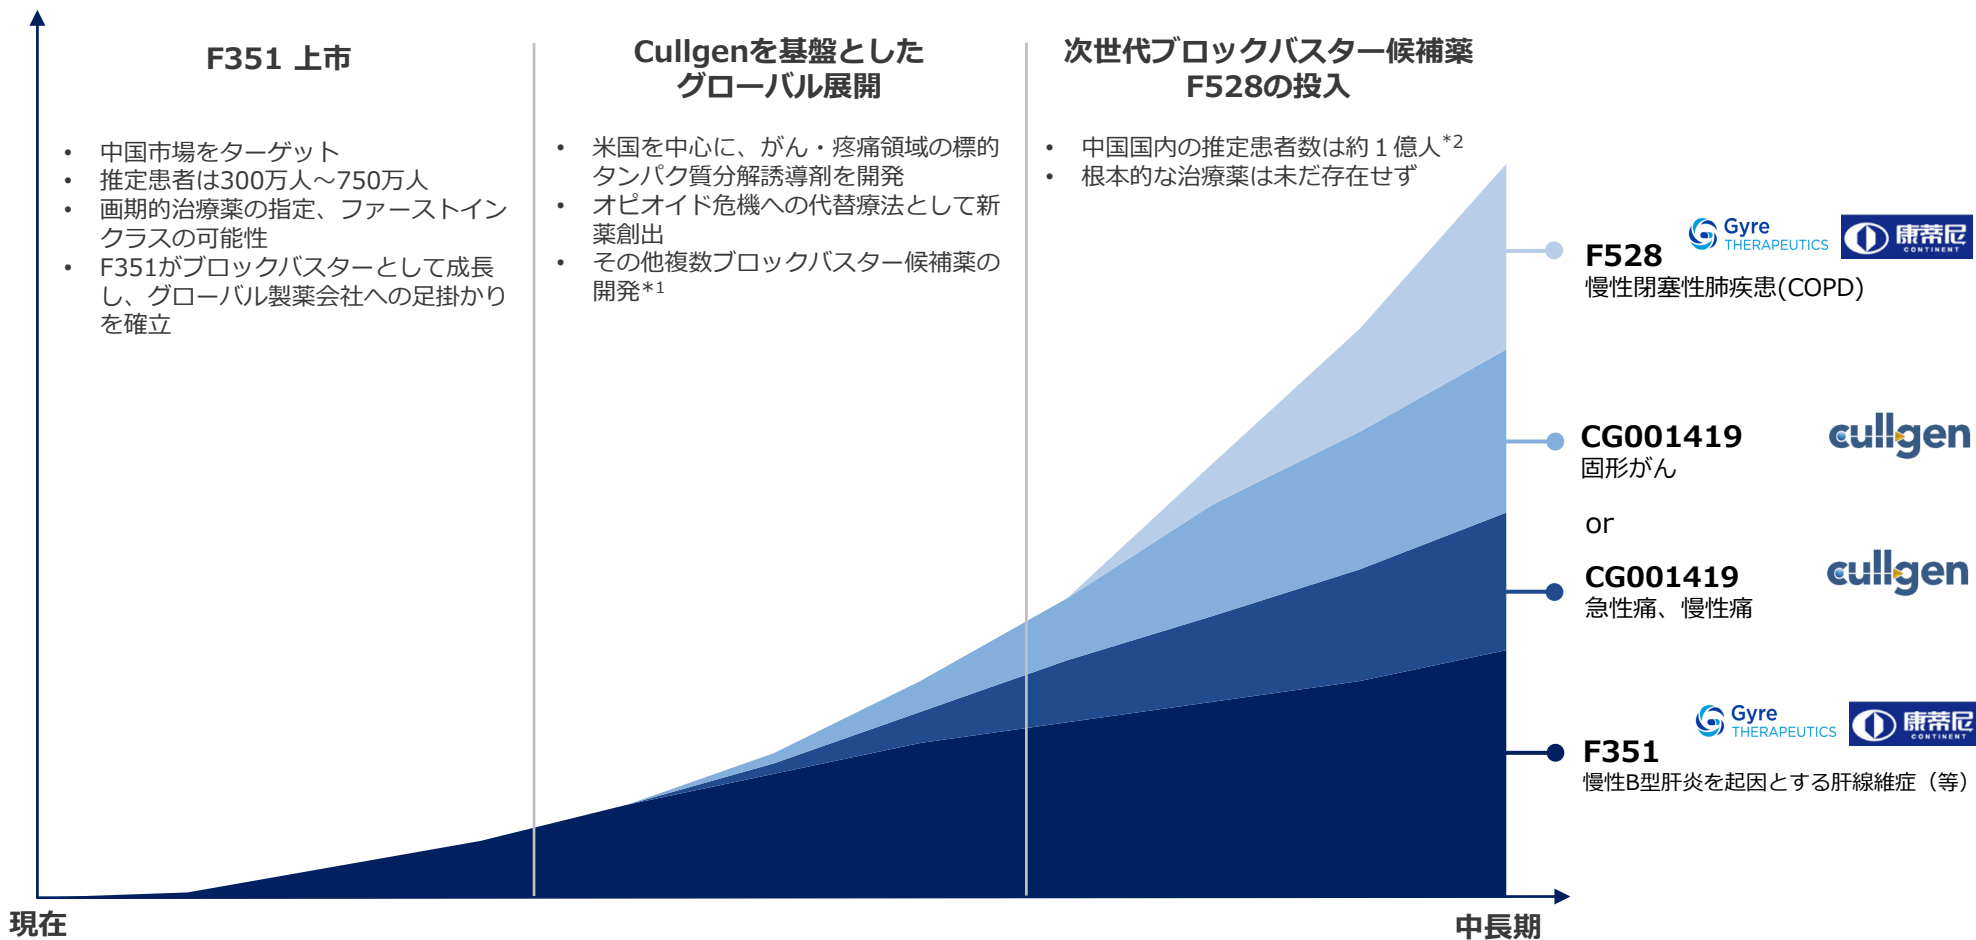 F351 上市
• 中国市場をターゲット
• 推定患者は300万人～750万人
• 画期的治療薬の指定、ファーストイン
クラスの可能性
• F351がブロックバスターとして成長
し、グローバル製薬会社への足掛かり
を確立
Cullgenを基盤とした
グローバル展開
• 米国を中心に、がん・疼痛領域の標的
タンパク質分解誘導剤を開発
• オピオイド危機への代替療法として新
薬創出
• その他複数ブロックバスター候補薬の
開発*1
次世代ブロックバスター候補薬
F528の投入
• 中国国内の推定患者数は約１億人*2
• 根本的な治療薬は未だ存在せず
Gyre
THERAPEUTICS
康蒂尼
CONTINENT
F528
慢性閉塞性肺疾患(COPD)
CG001419
固形がん
cullgen
or
CG001419
急性痛、慢性痛
cullgen
Gyre
THERAPEUTICS
康蒂尼
CONTINENT
F351
慢性B型肝炎を起因とする肝線維症（等）
現在
中長期